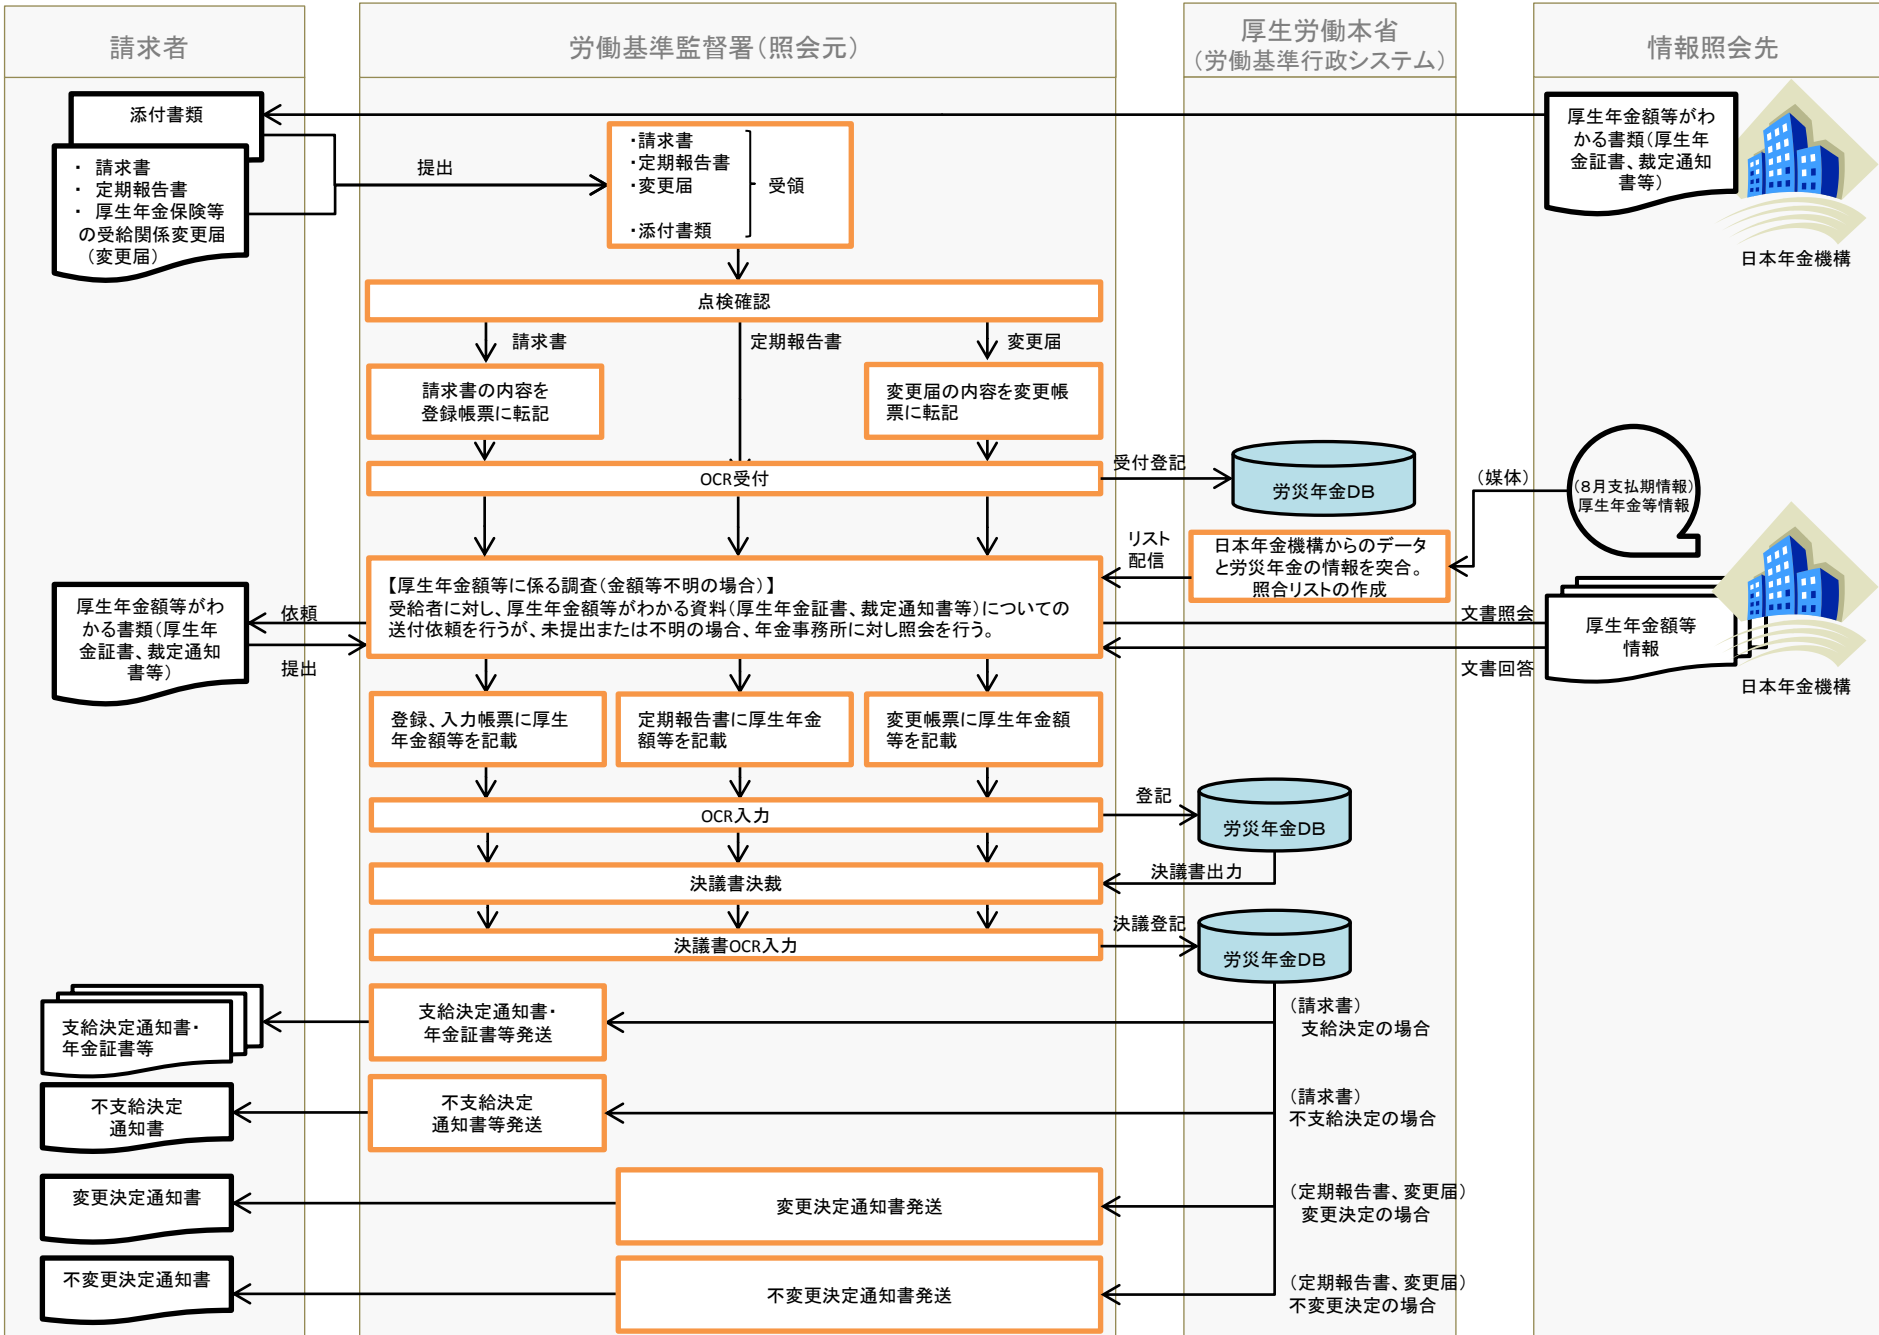 請求者
労働基準監督署（照会元）
厚生労働本省
（労働基準行政システム）
情報照会先
添付書類
・ 請求書
・ 定期報告書
・ 厚生年金保険等
の受給関係変更届
（変更届）
提出
・請求書
・定期報告書
・変更届
・添付書類
受領
厚生年金額等がわ
かる書類（厚生年
金証書、裁定通知
書等）
日本年金機構
点検確認
請求書
定期報告書
変更届
請求書の内容を
登録帳票に転記
変更届の内容を変更帳
票に転記
OCR受付
受付登記
労災年金ＤＢ
（媒体）
（８月支払期情報）
厚生年金等情報
リスト
配信
日本年金機構からのデータ
と労災年金の情報を突合。
照合リストの作成
【厚生年金額等に係る調査（金額等不明の場合）】
受給者に対し、厚生年金額等がわかる資料（厚生年金証書、裁定通知書等）についての
送付依頼を行うが、未提出または不明の場合、年金事務所に対し照会を行う。
厚生年金額等がわ
かる書類（厚生年
金証書、裁定通知
書等）
依頼
提出
文書照会
文書回答
厚生年金額等
情報
日本年金機構
登録、入力帳票に厚生
年金額等を記載
定期報告書に厚生年金
額等を記載
変更帳票に厚生年金額
等を記載
OCR入力
登記
労災年金ＤＢ
決議書決裁
決議書出力
決議書OCR入力
決議登記
労災年金ＤＢ
支給決定通知書・
年金証書等
支給決定通知書・
年金証書等発送
（請求書）
支給決定の場合
不支給決定
通知書
不支給決定
通知書等発送
（請求書）
不支給決定の場合
変更決定通知書
変更決定通知書発送
（定期報告書、変更届）
変更決定の場合
不変更決定通知書
不変更決定通知書発送
（定期報告書、変更届）
不変更決定の場合